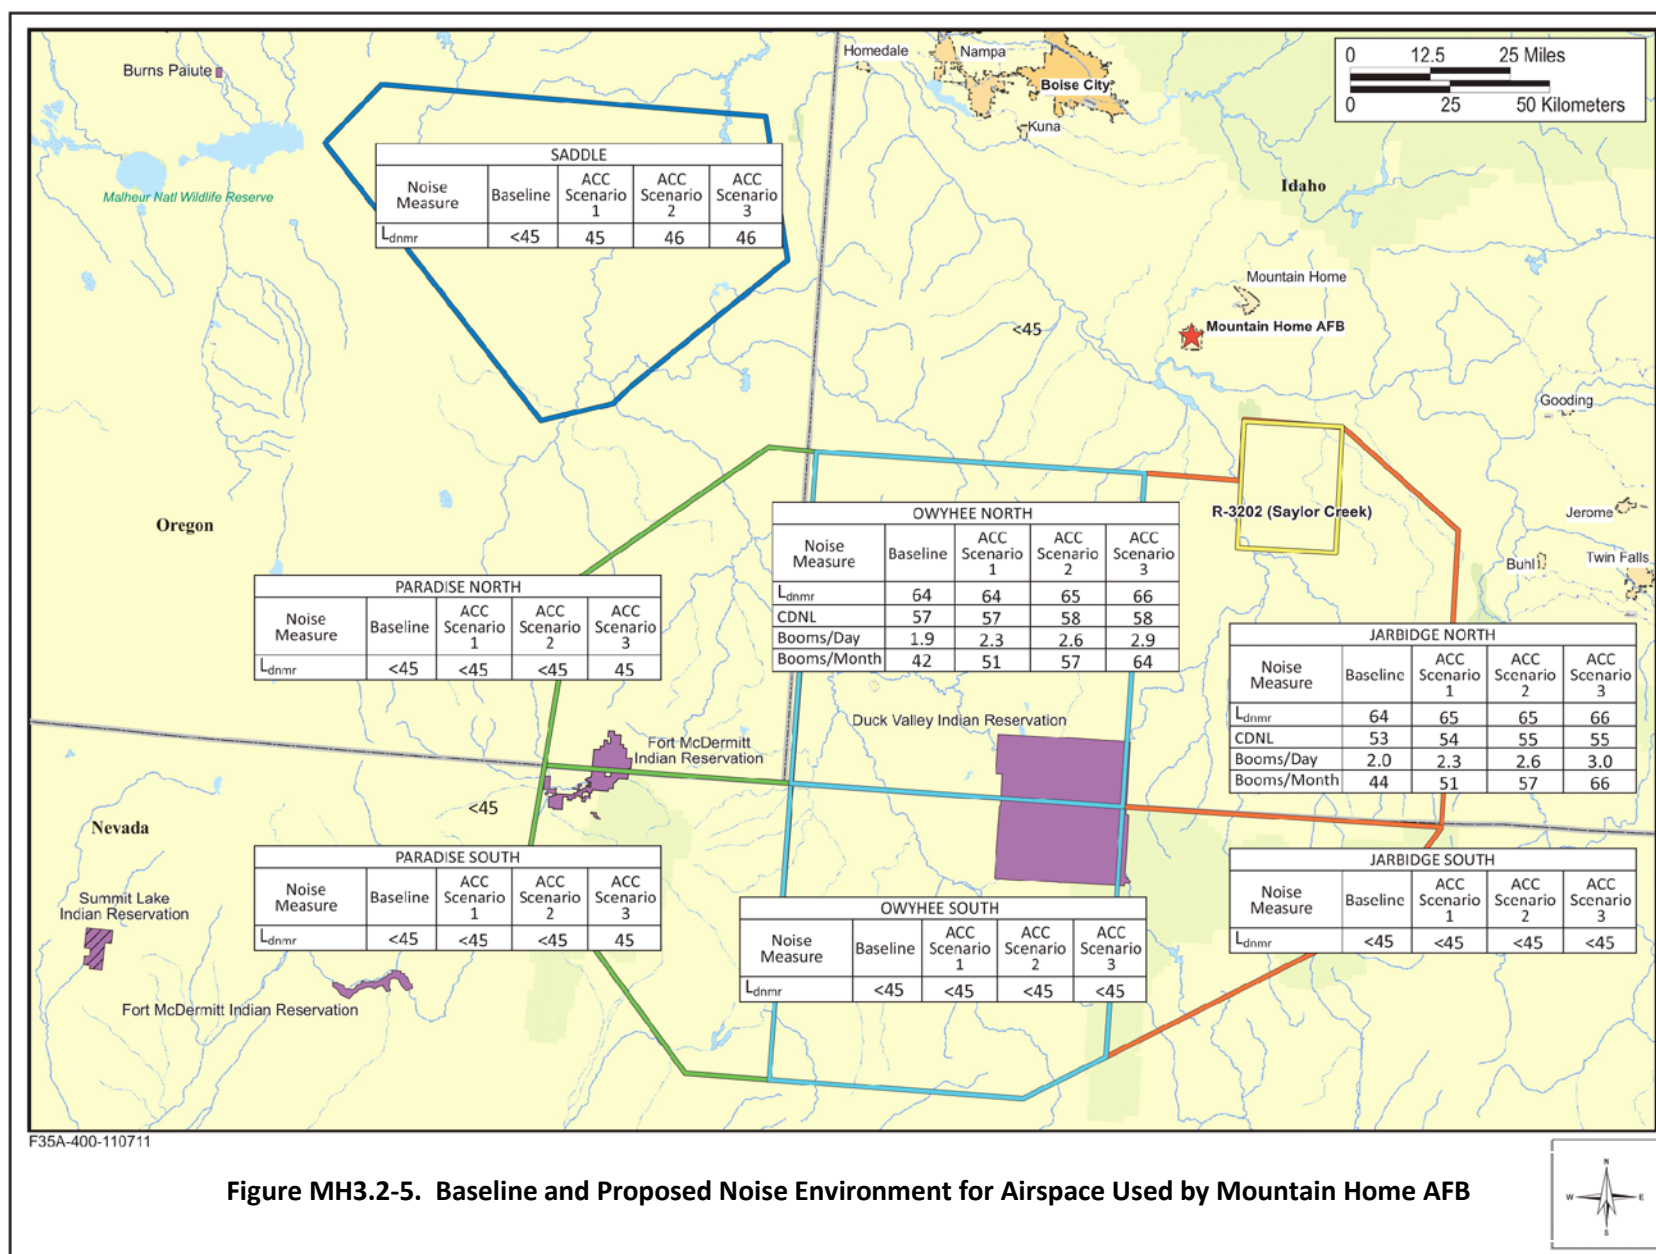 Burns Paiute
Homedale
Nampa
Boise City
Kuna
0 12.5 25 Miles
0 25 50 Kilometers
Malheur Natl Wildlife Reserve
SADDLE
Noise Measure Baseline ACC Scenario 1 ACC Scenario 2 ACC Scenario 3
Ldnmr <45 45 46 46
Idaho
Mountain Home
Mountain Home AFB
<45
Gooding
Oregon
R-3202 (Saylor Creek)
Jerome
Buhl
Twin Falls
OWYHEE NORTH
Noise Measure Baseline ACC Scenario 1 ACC Scenario 2 ACC Scenario 3
Ldnmr 64 64 65 66
CDNL 57 57 58 58
Booms/Day 1.9 2.3 2.6 2.9
Booms/Month 42 51 57 64
PARADISE NORTH
Noise Measure Baseline ACC Scenario 1 ACC Scenario 2 ACC Scenario 3
Ldnmr <45 <45 <45 45
JARBIDGE NORTH
Noise Measure Baseline ACC Scenario 1 ACC Scenario 2 ACC Scenario 3
Ldnmr 64 65 65 66
CDNL 53 54 55 55
Booms/Day 2.0 2.3 2.6 3.0
Booms/Month 44 51 57 66
Duck Valley Indian Reservation
Fort McDermitt
Indian Reservation
<45
Nevada
PARADISE SOUTH
Noise Measure Baseline ACC Scenario 1 ACC Scenario 2 ACC Scenario 3
Ldnmr <45 <45 <45 45
JARBIDGE SOUTH
Noise Measure Baseline ACC Scenario 1 ACC Scenario 2 ACC Scenario 3
Ldnmr <45 <45 <45 <45
Summit Lake
Indian Reservation
OWYHEE SOUTH
Noise Measure Baseline ACC Scenario 1 ACC Scenario 2 ACC Scenario 3
Ldnmr <45 <45 <45 <45
Fort McDermitt Indian Reservation
F35A-400-110711
Figure MH3.2-5. Baseline and Proposed Noise Environment for Airspace Used by Mountain Home AFB
N
W E
S